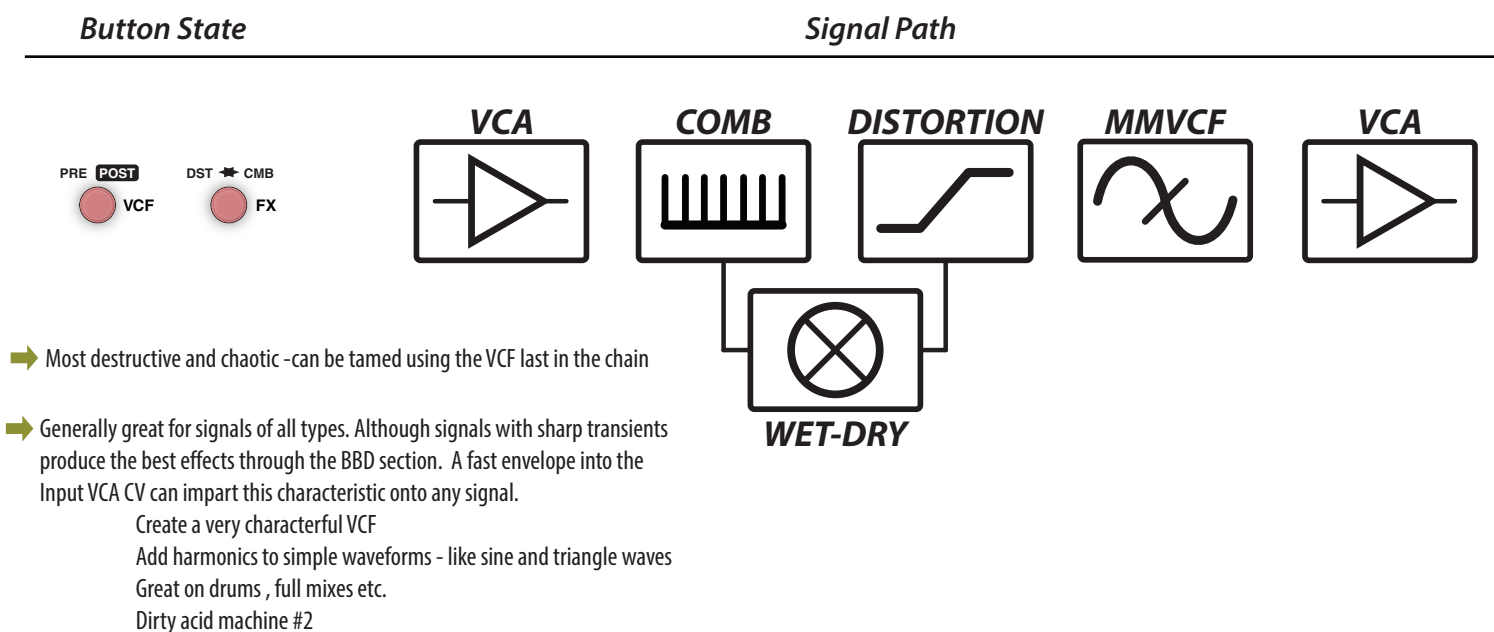 Button State Signal Path
VCA COMB DISTORTION MMVCF VCA
PRE POST DST CMB
VCF FX
Most destructive and chaotic -can be tamed using the VCF last in the chain
Generally great for signals of all types. Although signals with sharp transients
WET-DRY
produce the best effects through the BBD section. A fast envelope into the
Input VCA CV can impart this characteristic onto any signal.
Create a very characterful VCF
Add harmonics to simple waveforms - like sine and triangle waves
Great on drums , full mixes etc.
Dirty acid machine #2